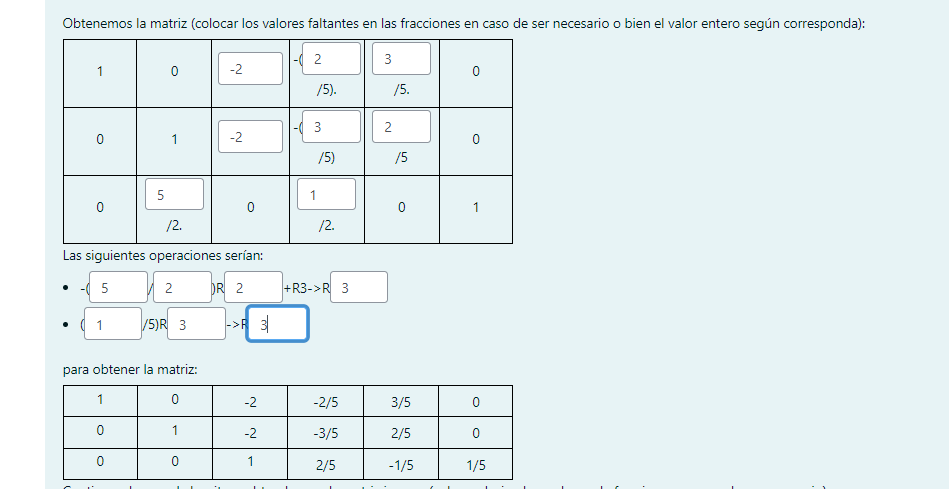 Obtenemos la matriz (colocar los valores faltantes en las fracciones en caso de ser necesario o bien el valor entero según corresponda):
1 0 -2 -( 2 /5). 3 /5. 0
0 1 -2 -( 3 /5) 2 /5 0
0 5 /2. 0 1 /2. 0 1
Las siguientes operaciones serían:
• -( 5 / 2 )R 2 +R3->R 3
• ( 1 /5)R 3 ->R 3
para obtener la matriz:
1 0 -2 -2/5 3/5 0
0 1 -2 -3/5 2/5 0
0 0 1 2/5 -1/5 1/5